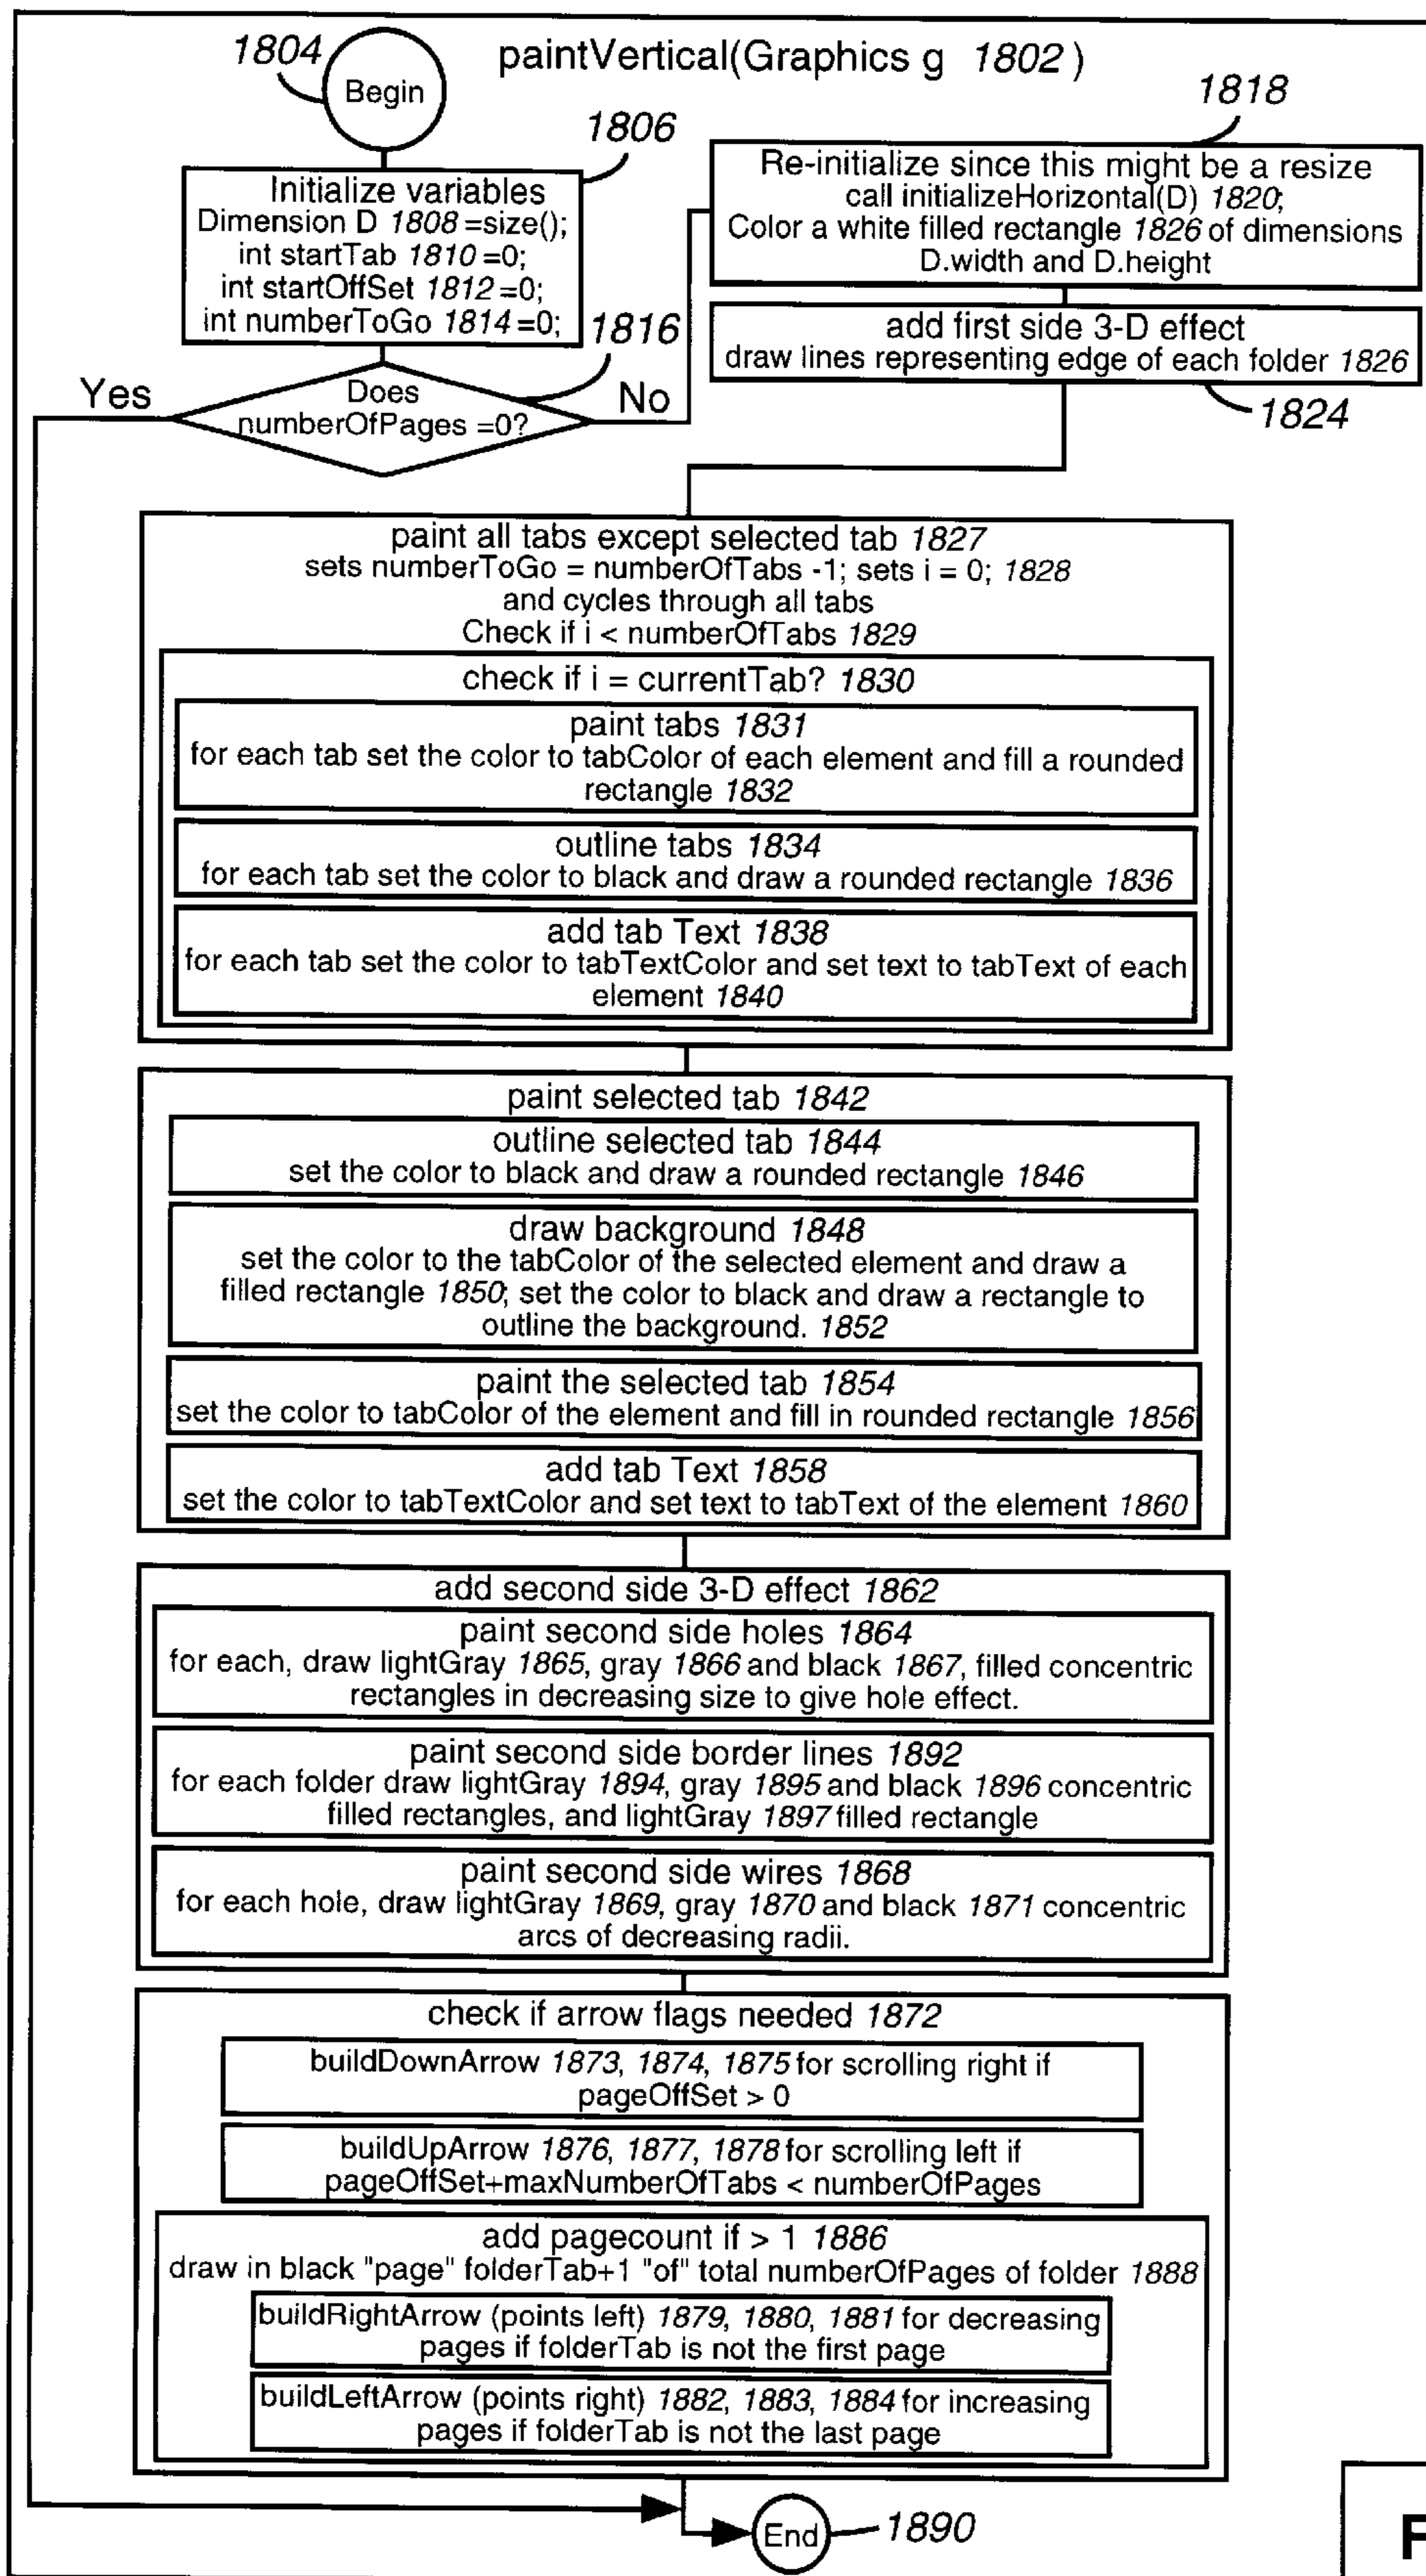 1804
Begin
paintVertical(Graphics g 1802)
1806
Initialize variables
Dimension D 1808=size();
int startTab 1810=0;
int startOffSet 1812=0;
int numberToGo 1814=0;
1816
Does
numberOfPages =0?
Yes
No
1818
Re-initialize since this might be a resize
call initializeHorizontal(D) 1820;
Color a white filled rectangle 1826 of dimensions
D.width and D.height
add first side 3-D effect
draw lines representing edge of each folder 1826
1824
paint all tabs except selected tab 1827
sets numberToGo = numberOfTabs -1; sets i = 0; 1828
and cycles through all tabs
Check if i < numberOfTabs 1829
check if i = currentTab? 1830
paint tabs 1831
for each tab set the color to tabColor of each element and fill a rounded
rectangle 1832
outline tabs 1834
for each tab set the color to black and draw a rounded rectangle 1836
add tab Text 1838
for each tab set the color to tabTextColor and set text to tabText of each
element 1840
paint selected tab 1842
outline selected tab 1844
set the color to black and draw a rounded rectangle 1846
draw background 1848
set the color to the tabColor of the selected element and draw a
filled rectangle 1850; set the color to black and draw a rectangle to
outline the background. 1852
paint the selected tab 1854
set the color to tabColor of the element and fill in rounded rectangle 1856
add tab Text 1858
set the color to tabTextColor and set text to tabText of the element 1860
add second side 3-D effect 1862
paint second side holes 1864
for each, draw lightGray 1865, gray 1866 and black 1867, filled concentric
rectangles in decreasing size to give hole effect.
paint second side border lines 1892
for each folder draw lightGray 1894, gray 1895 and black 1896 concentric
filled rectangles, and lightGray 1897 filled rectangle
paint second side wires 1868
for each hole, draw lightGray 1869, gray 1870 and black 1871 concentric
arcs of decreasing radii.
check if arrow flags needed 1872
buildDownArrow 1873, 1874, 1875 for scrolling right if
pageOffSet > 0
buildUpArrow 1876, 1877, 1878 for scrolling left if
pageOffSet+maxNumberOfTabs < numberOfPages
add pagecount if > 1 1886
draw in black "page" folderTab+1 "of" total numberOfPages of folder 1888
buildRightArrow (points left) 1879, 1880, 1881 for decreasing
pages if folderTab is not the first page
buildLeftArrow (points right) 1882, 1883, 1884 for increasing
pages if folderTab is not the last page
End
1890